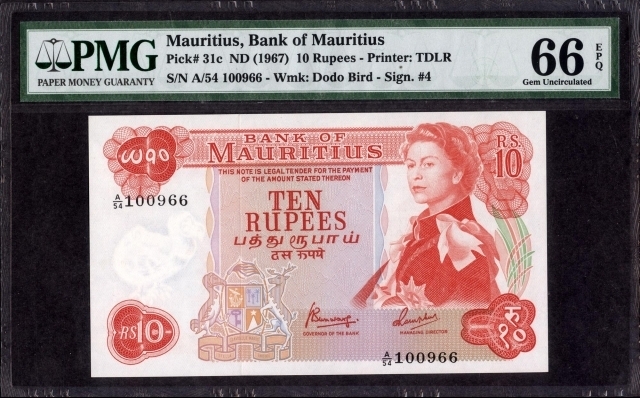 PMG
PAPER MONEY GUARANTY
Mauritius, Bank of Mauritius
Pick# 31c ND (1967) 10 Rupees - Printer: TDLR
S/N A/54 100966 - Wmk: Dodo Bird - Sign. #4
66 EPQ
Gem Uncirculated
BANK OF
MAURITIUS
THIS NOTE IS LEGAL TENDER FOR THE PAYMENT
OF THE AMOUNT STATED THEREON
RS.
10
A/54 100966
TEN
RUPEES
பத்து ரூபாய்
दस रुपये
RS 10-
GOVERNOR OF THE BANK
MANAGING DIRECTOR
रु
१०
A/54 100966